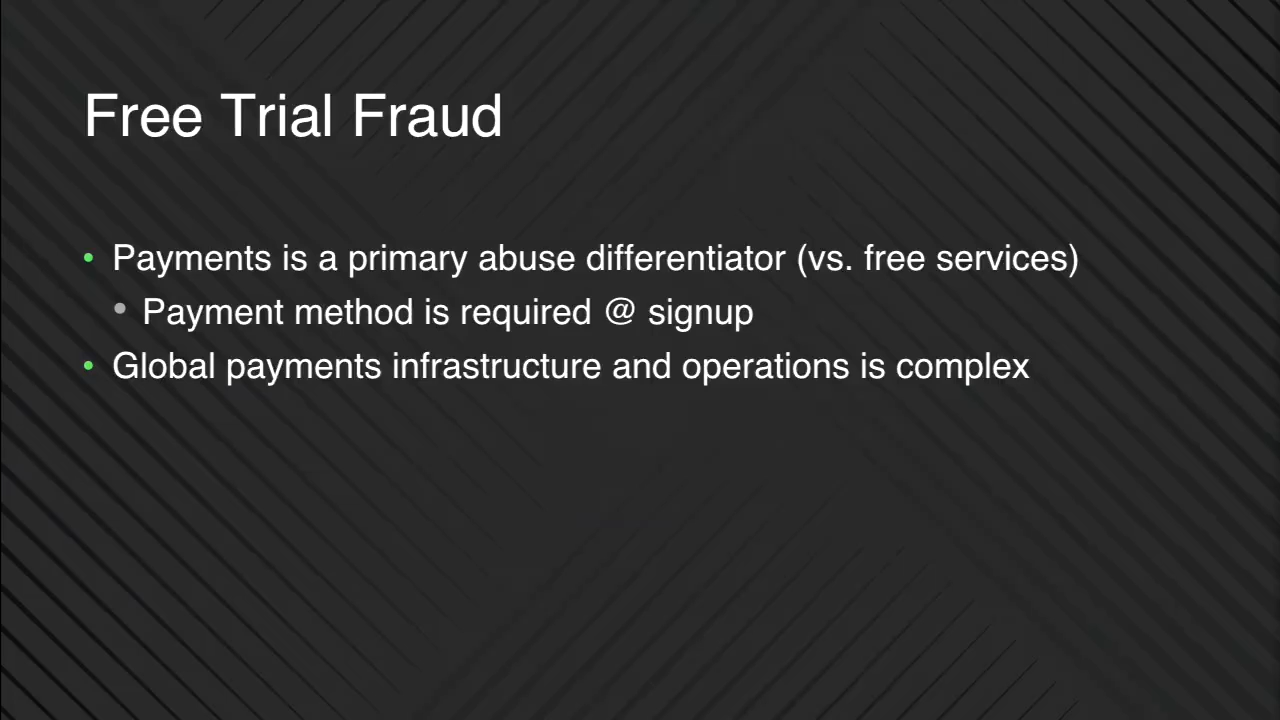 Free Trial Fraud
• Payments is a primary abuse differentiator (vs. free services)
• Payment method is required @ signup
• Global payments infrastructure and operations is complex